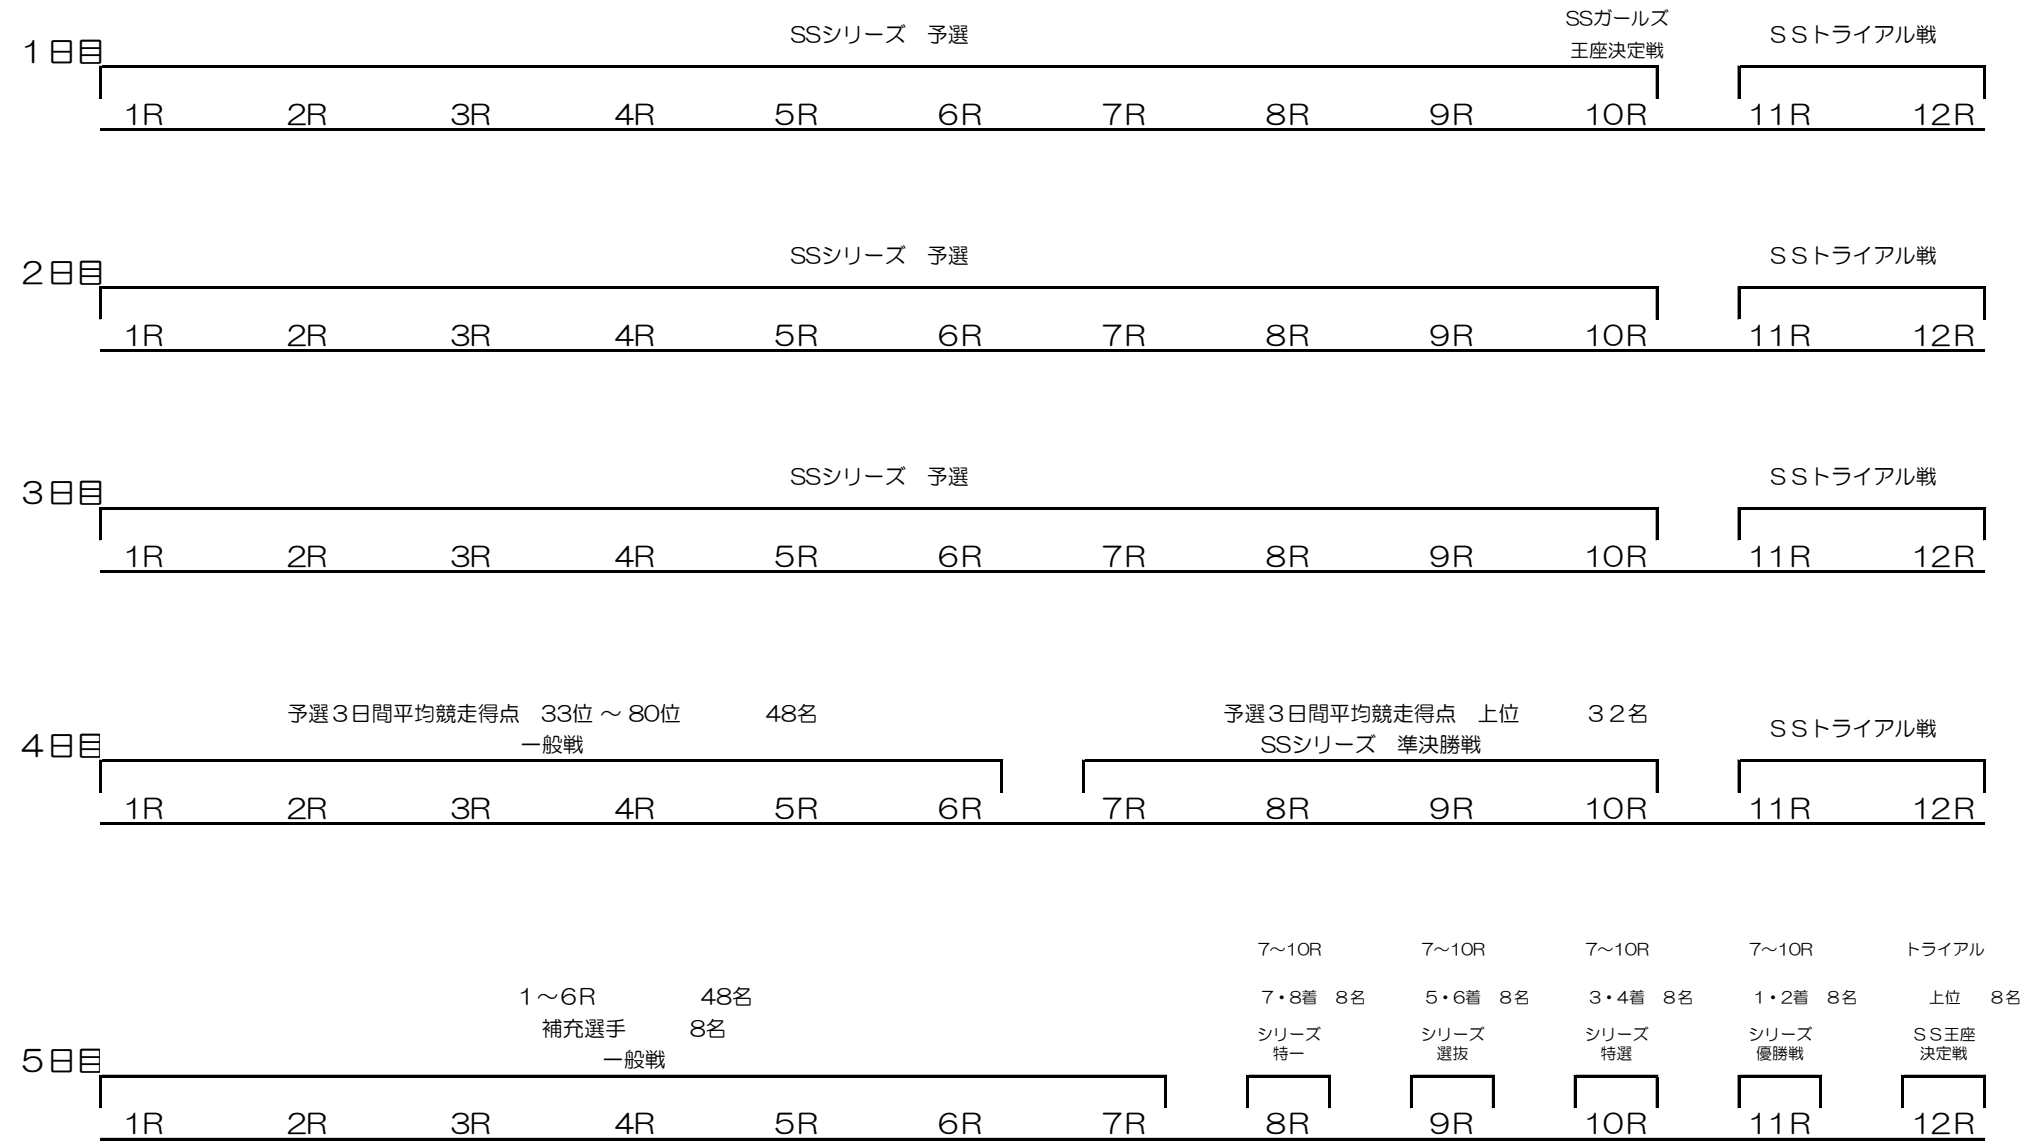 SSシリーズ　予選
SSガールズ
王座決定戦
ＳＳトライアル戦
１日目
1R 2R 3R 4R 5R 6R 7R 8R 9R 10R 11R 12R
SSシリーズ　予選
ＳＳトライアル戦
２日目
1R 2R 3R 4R 5R 6R 7R 8R 9R 10R 11R 12R
SSシリーズ　予選
ＳＳトライアル戦
３日目
1R 2R 3R 4R 5R 6R 7R 8R 9R 10R 11R 12R
予選３日間平均競走得点　33位 ～ 80位　48名
一般戦
予選３日間平均競走得点　上位　３２名
SSシリーズ　準決勝戦
ＳＳトライアル戦
４日目
1R 2R 3R 4R 5R 6R 7R 8R 9R 10R 11R 12R
１～６R　48名
補充選手　8名
一般戦
7～10R
7・8着　8名
シリーズ
特一
7～10R
5・6着　8名
シリーズ
選抜
7～10R
3・4着　8名
シリーズ
特選
7～10R
1・2着　8名
シリーズ
優勝戦
トライアル
上位　8名
ＳＳ王座
決定戦
５日目
1R 2R 3R 4R 5R 6R 7R 8R 9R 10R 11R 12R